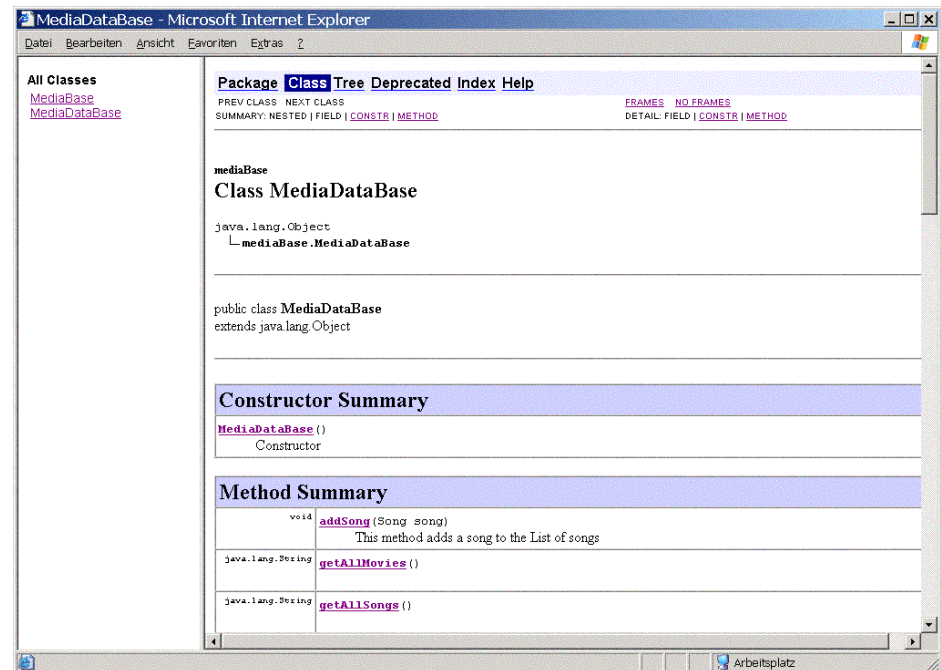 MediaDataBase - Microsoft Internet Explorer
Datei Bearbeiten Ansicht Favoriten Extras ?
All Classes
MediaBase
MediaDataBase
Package Class Tree Deprecated Index Help
PREV CLASS NEXT CLASS FRAMES NO FRAMES
SUMMARY: NESTED | FIELD | CONSTR | METHOD DETAIL: FIELD | CONSTR | METHOD
mediaBase
Class MediaDataBase
java.lang.Object
mediaBase.MediaDataBase
public class MediaDataBase
extends java.lang.Object
Constructor Summary
MediaDataBase()
Constructor
Method Summary
void addSong(Song song)
This method adds a song to the List of songs
java.lang.String getAllMovies()
java.lang.String getAllSongs()
Arbeitsplatz